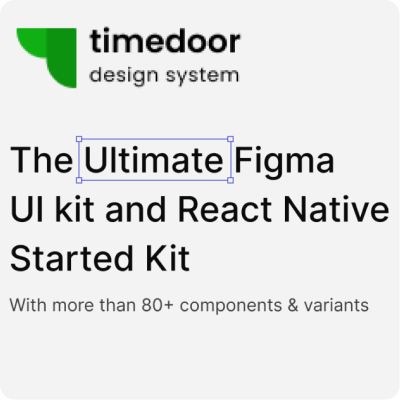 timedoor
design system
The Ultimate Figma
UI kit and React Native
Started Kit
With more than 80+ components & variants